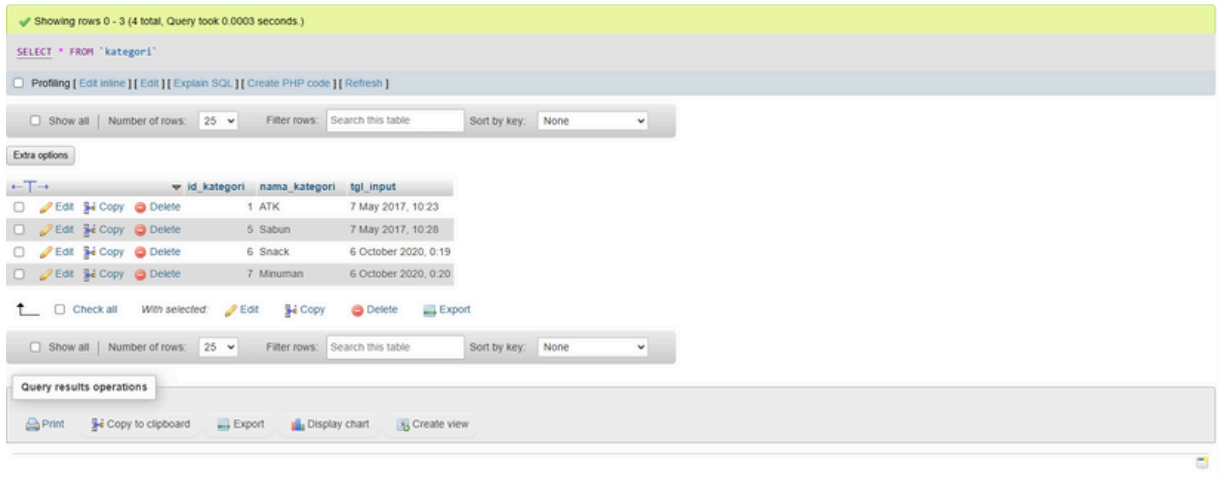 Showing rows 0 - 3 (4 total, Query took 0.0003 seconds.)
SELECT * FROM `kategori`
Profiling [ Edit inline ] [ Edit ] [ Explain SQL ] [ Create PHP code ] [ Refresh ]
Show all | Number of rows: 25 Filter rows: Search this table Sort by key: None
Extra options
←T→ id_kategori nama_kategori tgl_input
Edit Copy Delete 1 ATK 7 May 2017, 10:23
Edit Copy Delete 5 Sabun 7 May 2017, 10:28
Edit Copy Delete 6 Snack 6 October 2020, 0:19
Edit Copy Delete 7 Minuman 6 October 2020, 0:20
Check all With selected: Edit Copy Delete Export
Show all | Number of rows: 25 Filter rows: Search this table Sort by key: None
Query results operations
Print Copy to clipboard Export Display chart Create view